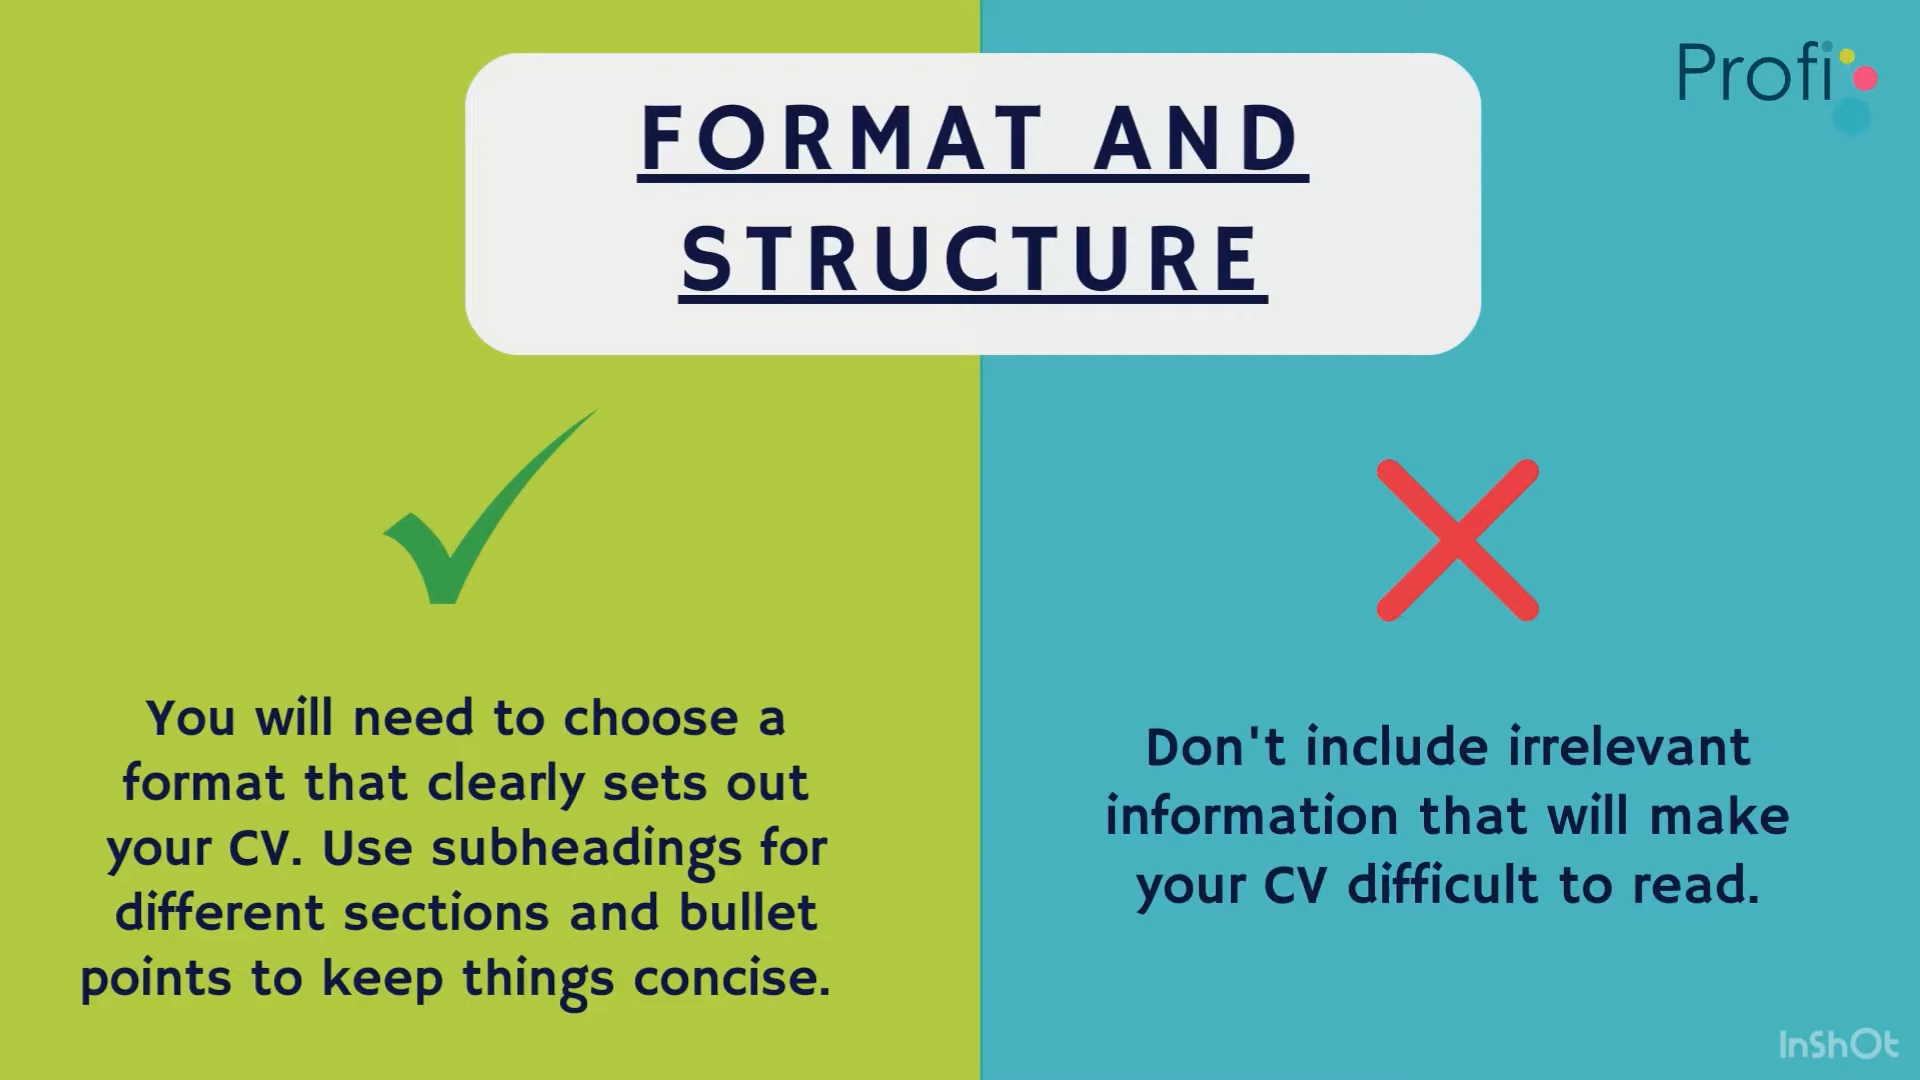 Profi
FORMAT AND
STRUCTURE
You will need to choose a
format that clearly sets out
your CV. Use subheadings for
different sections and bullet
points to keep things concise.
Don't include irrelevant
information that will make
your CV difficult to read.
InShOt